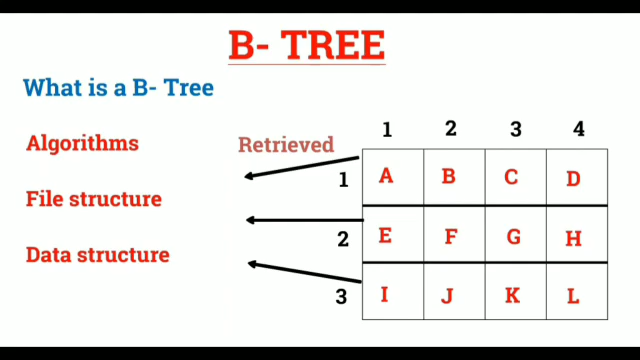 B- TREE
What is a B- Tree
Algorithms
File structure
Data structure
Retrieved
1 2 3 4
1 A B C D
2 E F G H
3 I J K L